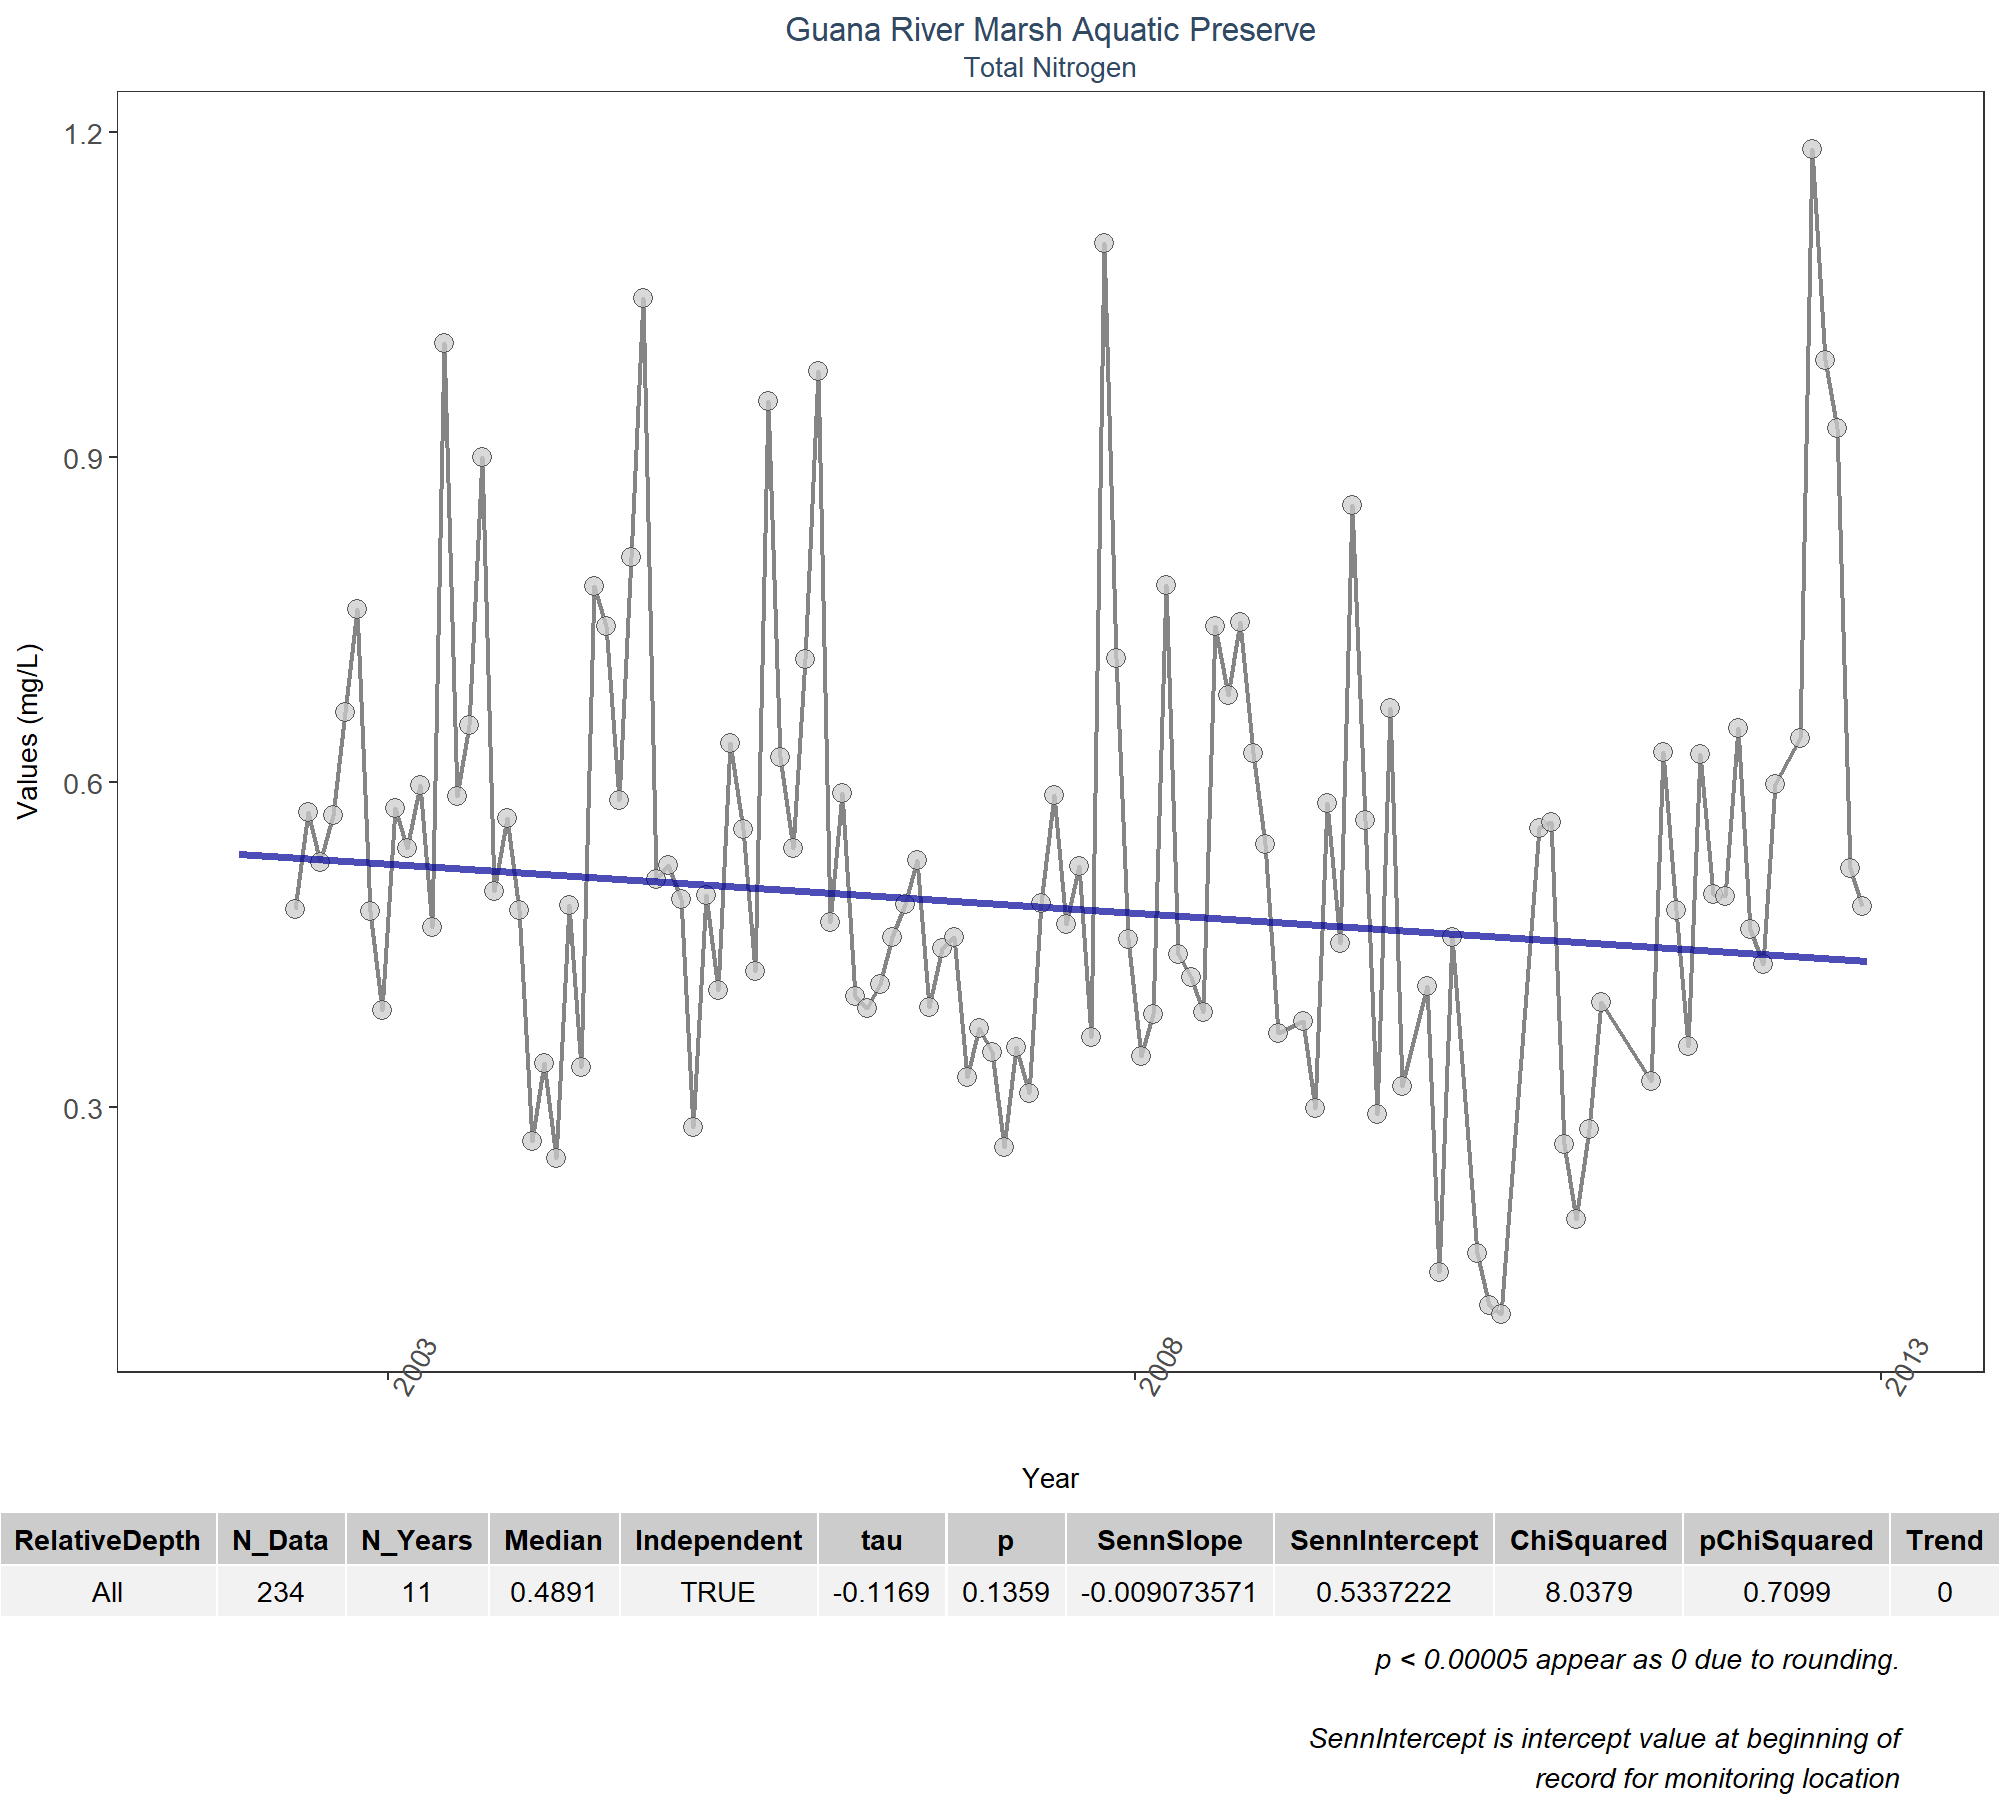 Guana River Marsh Aquatic Preserve
Total Nitrogen
1.2
0.9
0.6
0.3
Values (mg/L)
2003
2008
2013
Year
RelativeDepth N_Data N_Years Median Independent tau p SennSlope SennIntercept ChiSquared pChiSquared Trend
All 234 11 0.4891 TRUE -0.1169 0.1359 -0.009073571 0.5337222 8.0379 0.7099 0
p < 0.00005 appear as 0 due to rounding.
SennIntercept is intercept value at beginning of
record for monitoring location